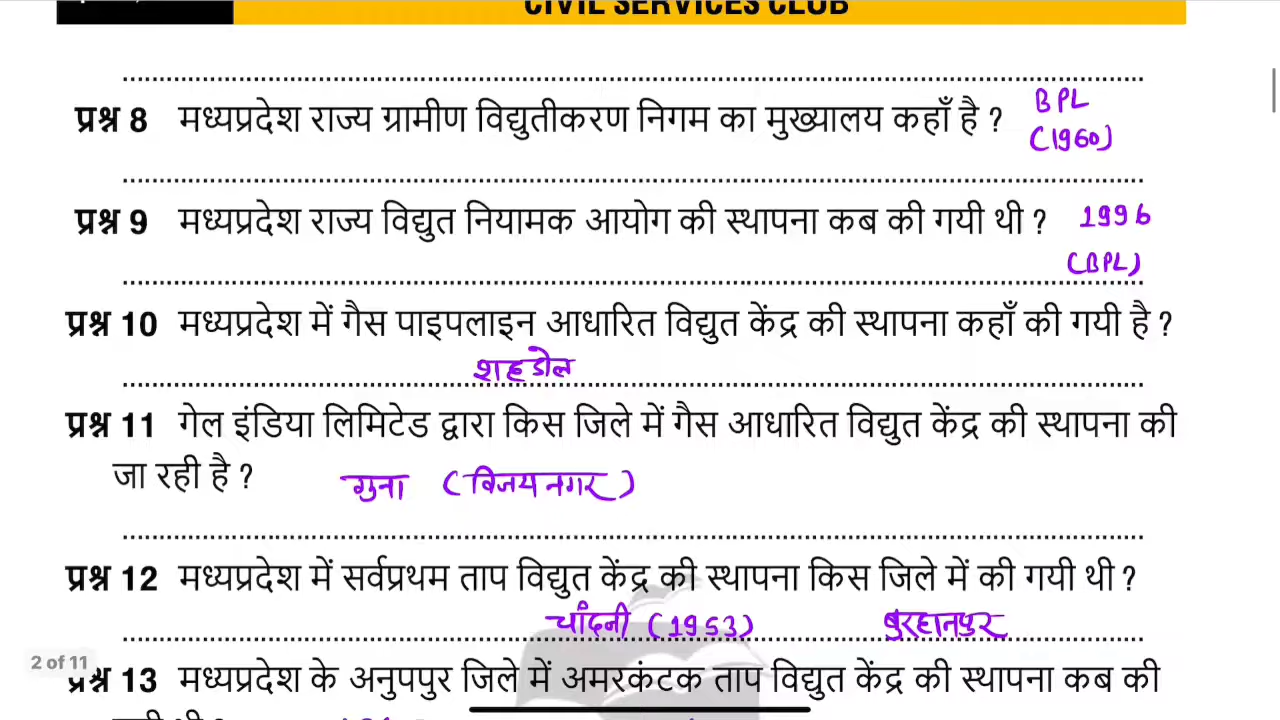 CIVIL SERVICES CLUB
प्रश्न 8 मध्यप्रदेश राज्य ग्रामीण विद्युतीकरण निगम का मुख्यालय कहाँ है ? BPL
(1960)
प्रश्न 9 मध्यप्रदेश राज्य विद्युत नियामक आयोग की स्थापना कब की गयी थी ? 1996
(BPL)
प्रश्न 10 मध्यप्रदेश में गैस पाइपलाइन आधारित विद्युत केंद्र की स्थापना कहाँ की गयी है ?
शहडोल
प्रश्न 11 गेल इंडिया लिमिटेड द्वारा किस जिले में गैस आधारित विद्युत केंद्र की स्थापना की
जा रही है ? गुना (विजयनगर)
प्रश्न 12 मध्यप्रदेश में सर्वप्रथम ताप विद्युत केंद्र की स्थापना किस जिले में की गयी थी ?
चाँदनी (1953) बुरहानपुर
2 of 11
प्रश्न 13 मध्यप्रदेश के अनुपपुर जिले में अमरकंटक ताप विद्युत केंद्र की स्थापना कब की